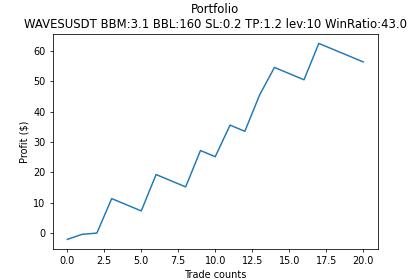 Portfolio
WAVESUSDT BBM:3.1 BBL:160 SL:0.2 TP:1.2 lev:10 WinRatio:43.0
60
50
40
30
20
10
0
Profit ($)
0.0 2.5 5.0 7.5 10.0 12.5 15.0 17.5 20.0
Trade counts